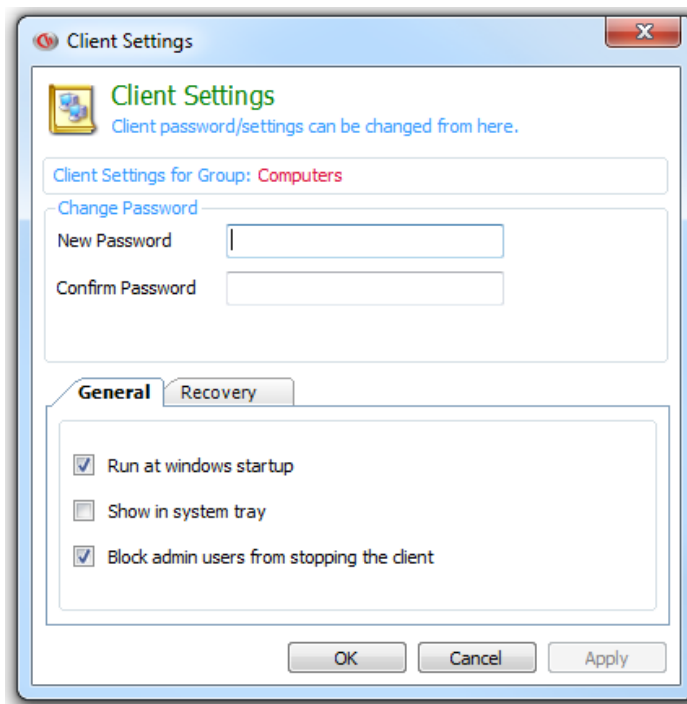 Client Settings
Client Settings
Client password/settings can be changed from here.
Client Settings for Group: Computers
Change Password
New Password
Confirm Password
General Recovery
Run at windows startup
Show in system tray
Block admin users from stopping the client
OK Cancel Apply